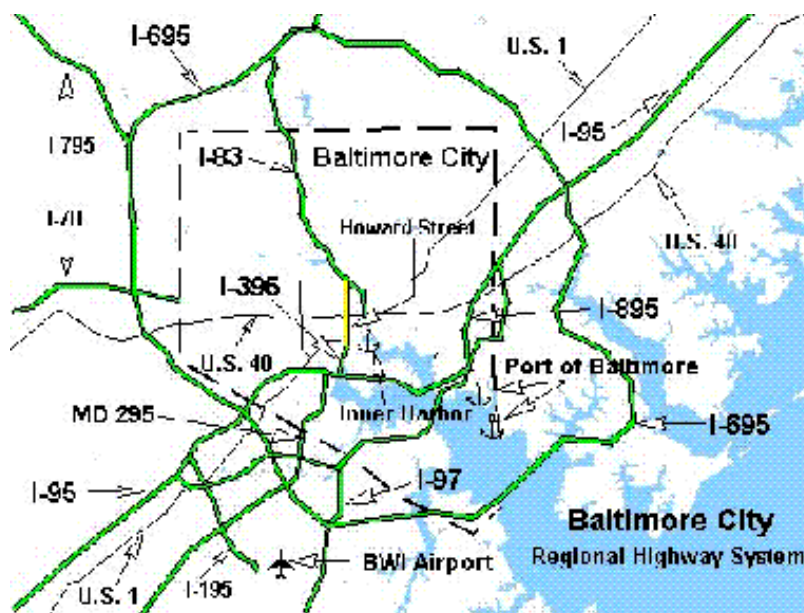 I-695
U.S. 1
I-95
I 795
I-83
Baltimore City
I-70
Howard Street
U.S. 40
I-395
I-895
U.S. 40
Port of Baltimore
MD 295
Inner Harbor
I-695
I-95
I-97
Baltimore City
Regional Highway System
BWI Airport
U.S. 1
I-195